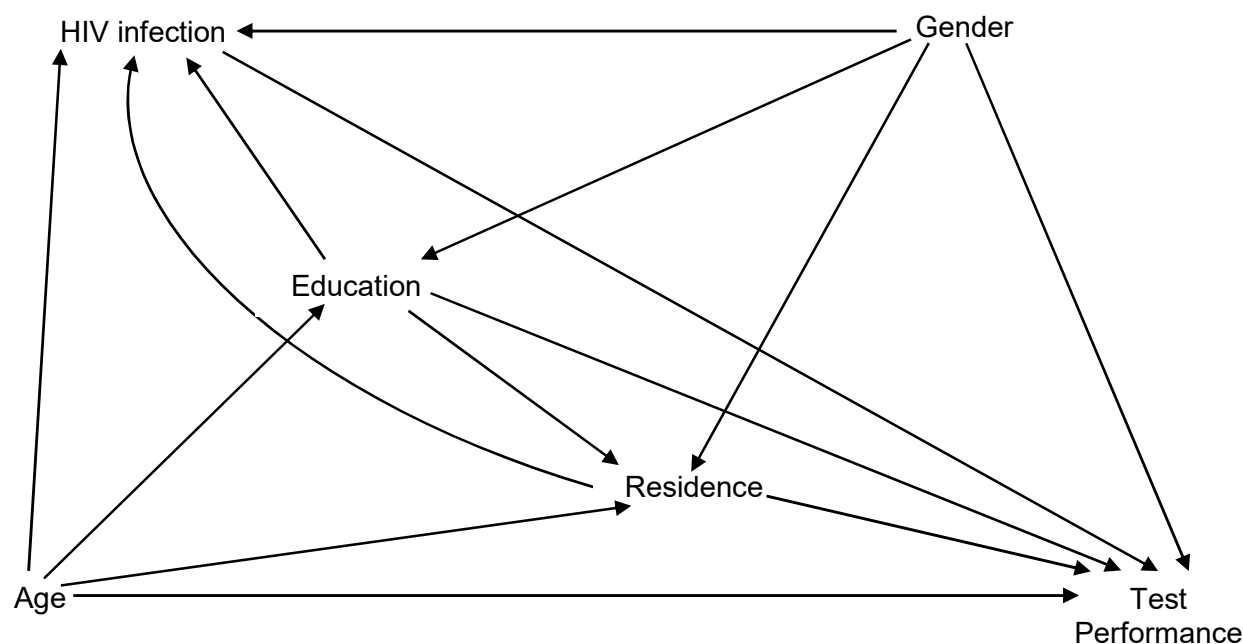 HIV infection
Gender
Education
Residence
Age
Test
Performance